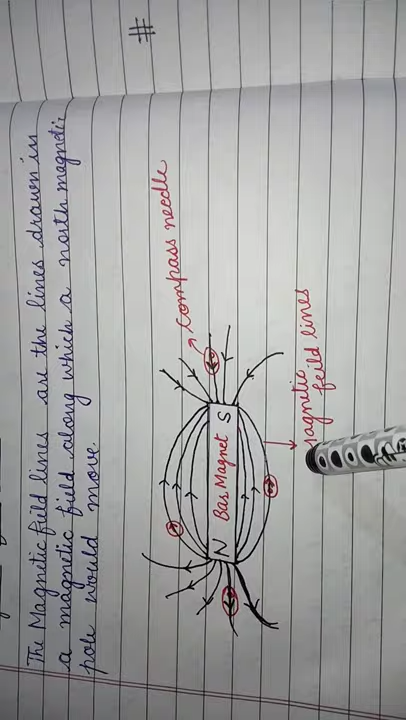 The Magnetic field lines are the lines drawn in
a magnetic field along which a north magnetic
pole would move.
#
Compass needle
N Bar Magnet S
Magnetic
feild lines